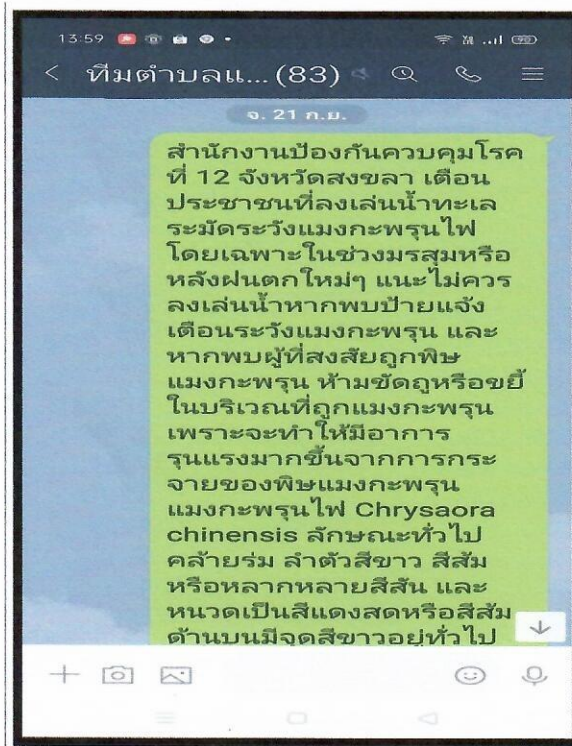 13:59
ทีมตำบลแ... (83)
จ. 21 ก.ย.
สำนักงานป้องกันควบคุมโรค
ที่ 12 จังหวัดสงขลา เตือน
ประชาชนที่ลงเล่นน้ำทะเล
ระมัดระวังแมงกะพรุนไฟ
โดยเฉพาะในช่วงมรสุมหรือ
หลังฝนตกใหม่ๆ แนะไม่ควร
ลงเล่นน้ำหากพบป้ายแจ้ง
เตือนระวังแมงกะพรุน และ
หากพบผู้ที่สงสัยถูกพิษ
แมงกะพรุน ห้ามขัดถูหรือขยี้
ในบริเวณที่ถูกแมงกะพรุน
เพราะจะทำให้มีอาการ
รุนแรงมากขึ้นจากการกระ
จายของพิษแมงกะพรุน
แมงกะพรุนไฟ Chrysaora
chinensis ลักษณะทั่วไป
คล้ายร่ม ลำตัวสีขาว สีส้ม
หรือหลากหลายสีสัน และ
หนวดเป็นสีแดงสดหรือสีส้ม
ด้านบนมีจุดสีขาวอยู่ทั่วไป